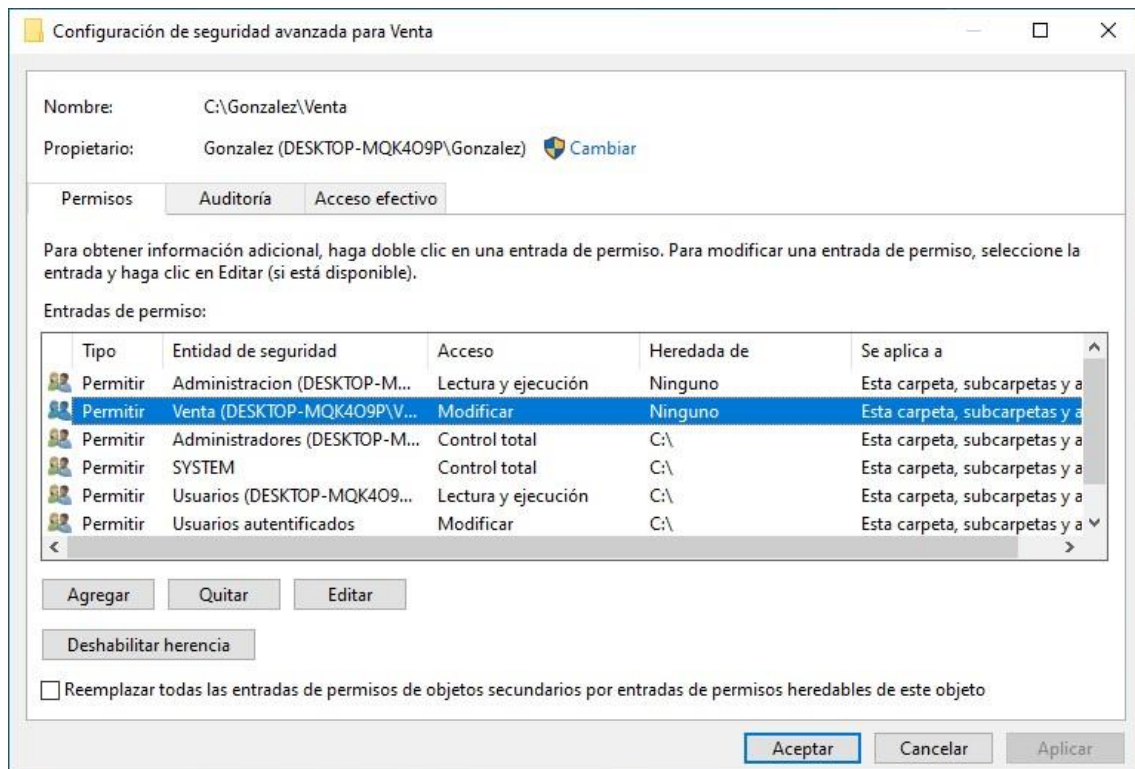 Configuración de seguridad avanzada para Venta
Nombre: C:\Gonzalez\Venta
Propietario: Gonzalez (DESKTOP-MQK4O9P\Gonzalez) Cambiar
Permisos Auditoría Acceso efectivo
Para obtener información adicional, haga doble clic en una entrada de permiso. Para modificar una entrada de permiso, seleccione la
entrada y haga clic en Editar (si está disponible).
Entradas de permiso:
Tipo Entidad de seguridad Acceso Heredada de Se aplica a
Permitir Administracion (DESKTOP-M... Lectura y ejecución Ninguno Esta carpeta, subcarpetas y a
Permitir Venta (DESKTOP-MQK4O9P\V... Modificar Ninguno Esta carpeta, subcarpetas y a
Permitir Administradores (DESKTOP-M... Control total C:\ Esta carpeta, subcarpetas y a
Permitir SYSTEM Control total C:\ Esta carpeta, subcarpetas y a
Permitir Usuarios (DESKTOP-MQK4O9... Lectura y ejecución C:\ Esta carpeta, subcarpetas y a
Permitir Usuarios autentificados Modificar C:\ Esta carpeta, subcarpetas y a
Agregar Quitar Editar
Deshabilitar herencia
Reemplazar todas las entradas de permisos de objetos secundarios por entradas de permisos heredables de este objeto
Aceptar Cancelar Aplicar